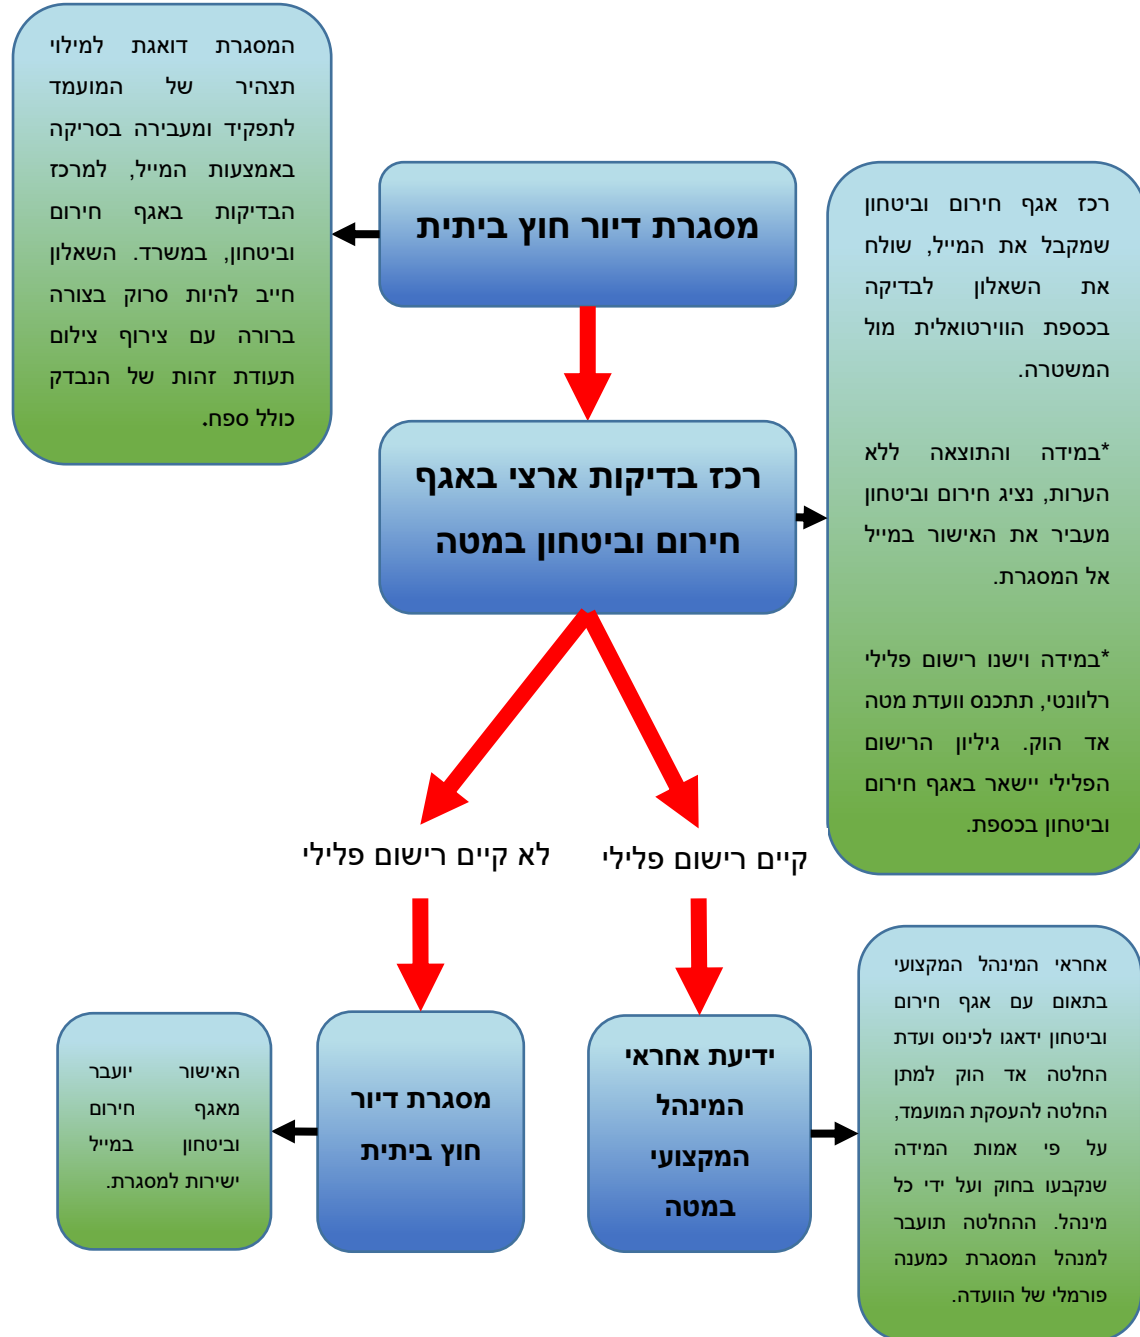 המסגרת דואגת למילוי
תצהיר של המועמד
לתפקיד ומעבירה בסריקה
באמצעות המייל, למרכז
הבדיקות באגף חירום
וביטחון, במשרד. השאלון
חייב להיות סרוק בצורה
ברורה עם צירוף צילום
תעודת זהות של הנבדק
כולל ספח.
מסגרת דיור חוץ ביתית
רכז אגף חירום וביטחון
שמקבל את המייל, שולח
את השאלון לבדיקה
בכספת הווירטואלית מול
המשטרה.
*במידה והתוצאה ללא
הערות, נציג חירום וביטחון
מעביר את האישור במייל
אל המסגרת.
*במידה וישנו רישום פלילי
רלוונטי, תתכנס וועדת מטה
אד הוק. גיליון הרישום
הפלילי יישאר באגף חירום
וביטחון בכספת.
רכז בדיקות ארצי באגף
חירום וביטחון במטה
קיים רישום פלילי
לא קיים רישום פלילי
אחראי המינהל המקצועי
בתאום עם אגף חירום
וביטחון ידאגו לכינוס ועדת
החלטה אד הוק למתן
החלטה להעסקת המועמד,
על פי אמות המידה
שנקבעו בחוק ועל ידי כל
מינהל. ההחלטה תועבר
למנהל המסגרת כמענה
פורמלי של הוועדה.
ידיעת אחראי
המינהל
המקצועי
במטה
מסגרת דיור
חוץ ביתית
האישור יועבר
מאגף חירום
וביטחון במייל
ישירות למסגרת.